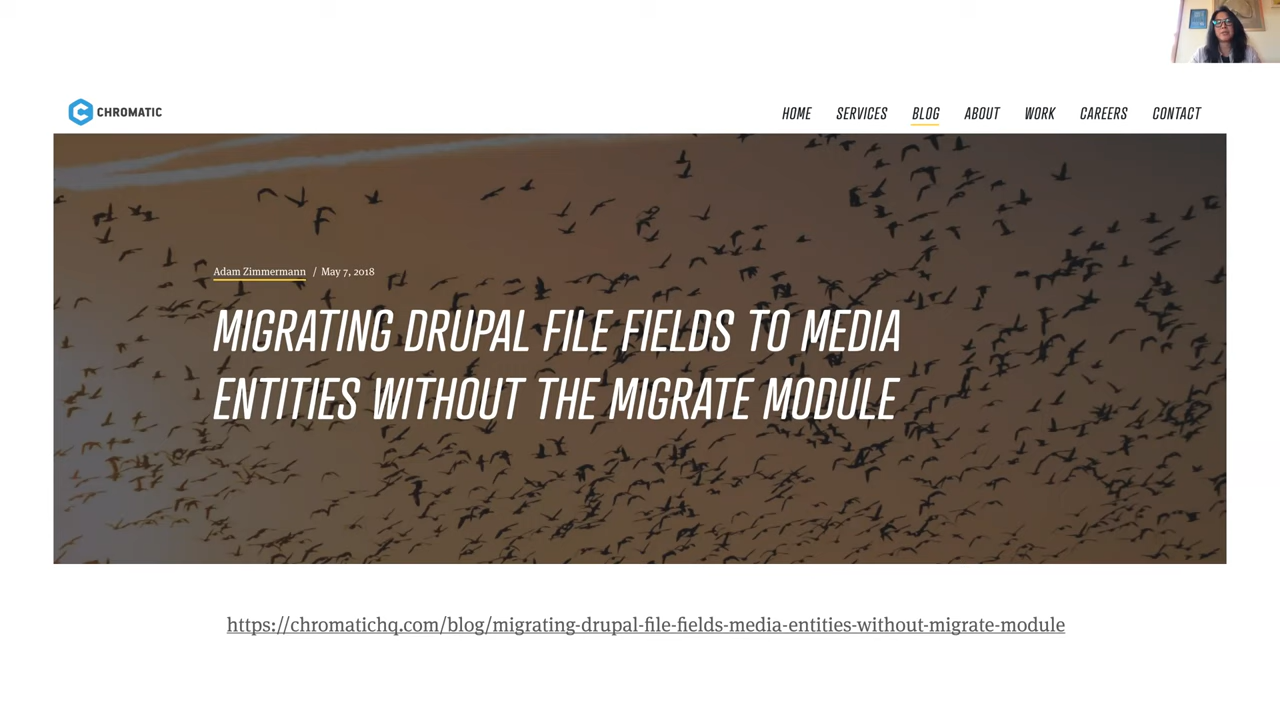 CHROMATIC
HOME SERVICES BLOG ABOUT WORK CAREERS CONTACT
Adam Zimmermann / May 7, 2018
MIGRATING DRUPAL FILE FIELDS TO MEDIA
ENTITIES WITHOUT THE MIGRATE MODULE
https://chromatichq.com/blog/migrating-drupal-file-fields-media-entities-without-migrate-module